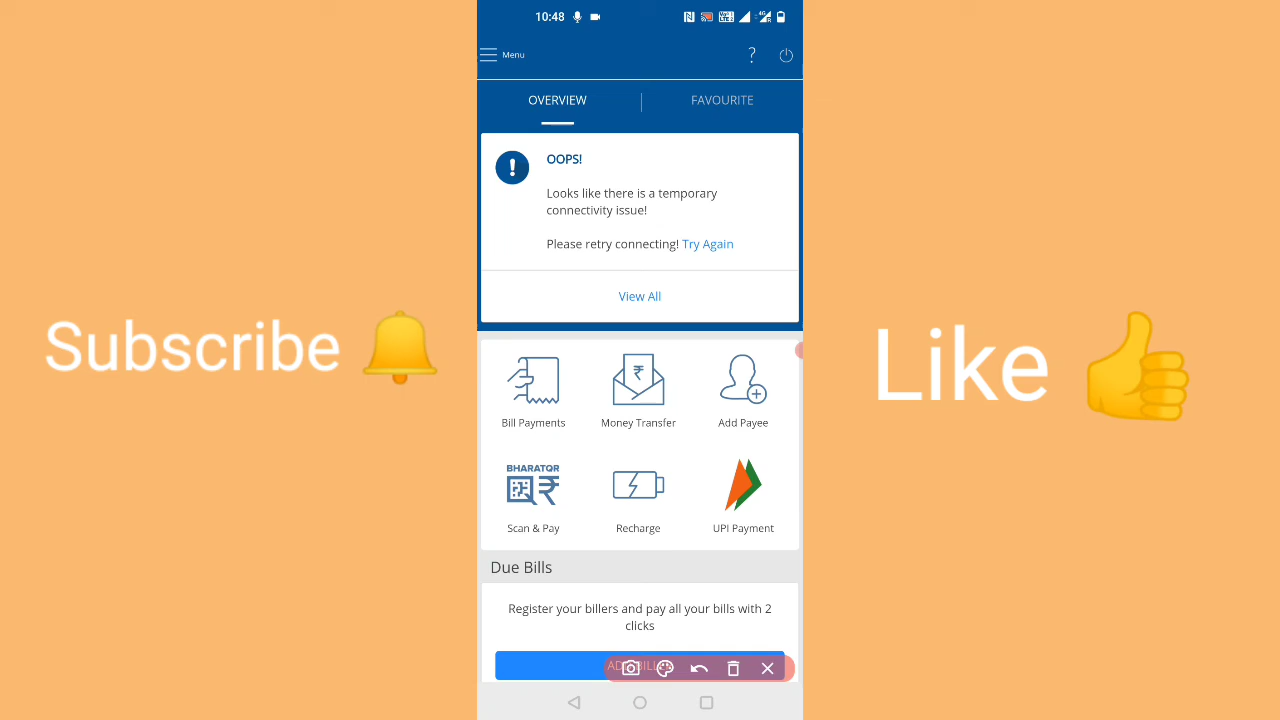 10:48
Menu
?
OVERVIEW
FAVOURITE
OOPS!
Looks like there is a temporary
connectivity issue!
Please retry connecting! Try Again
View All
Subscribe
Like
Bill Payments
Money Transfer
Add Payee
BHARATQR
Scan & Pay
Recharge
UPI Payment
Due Bills
Register your billers and pay all your bills with 2
clicks